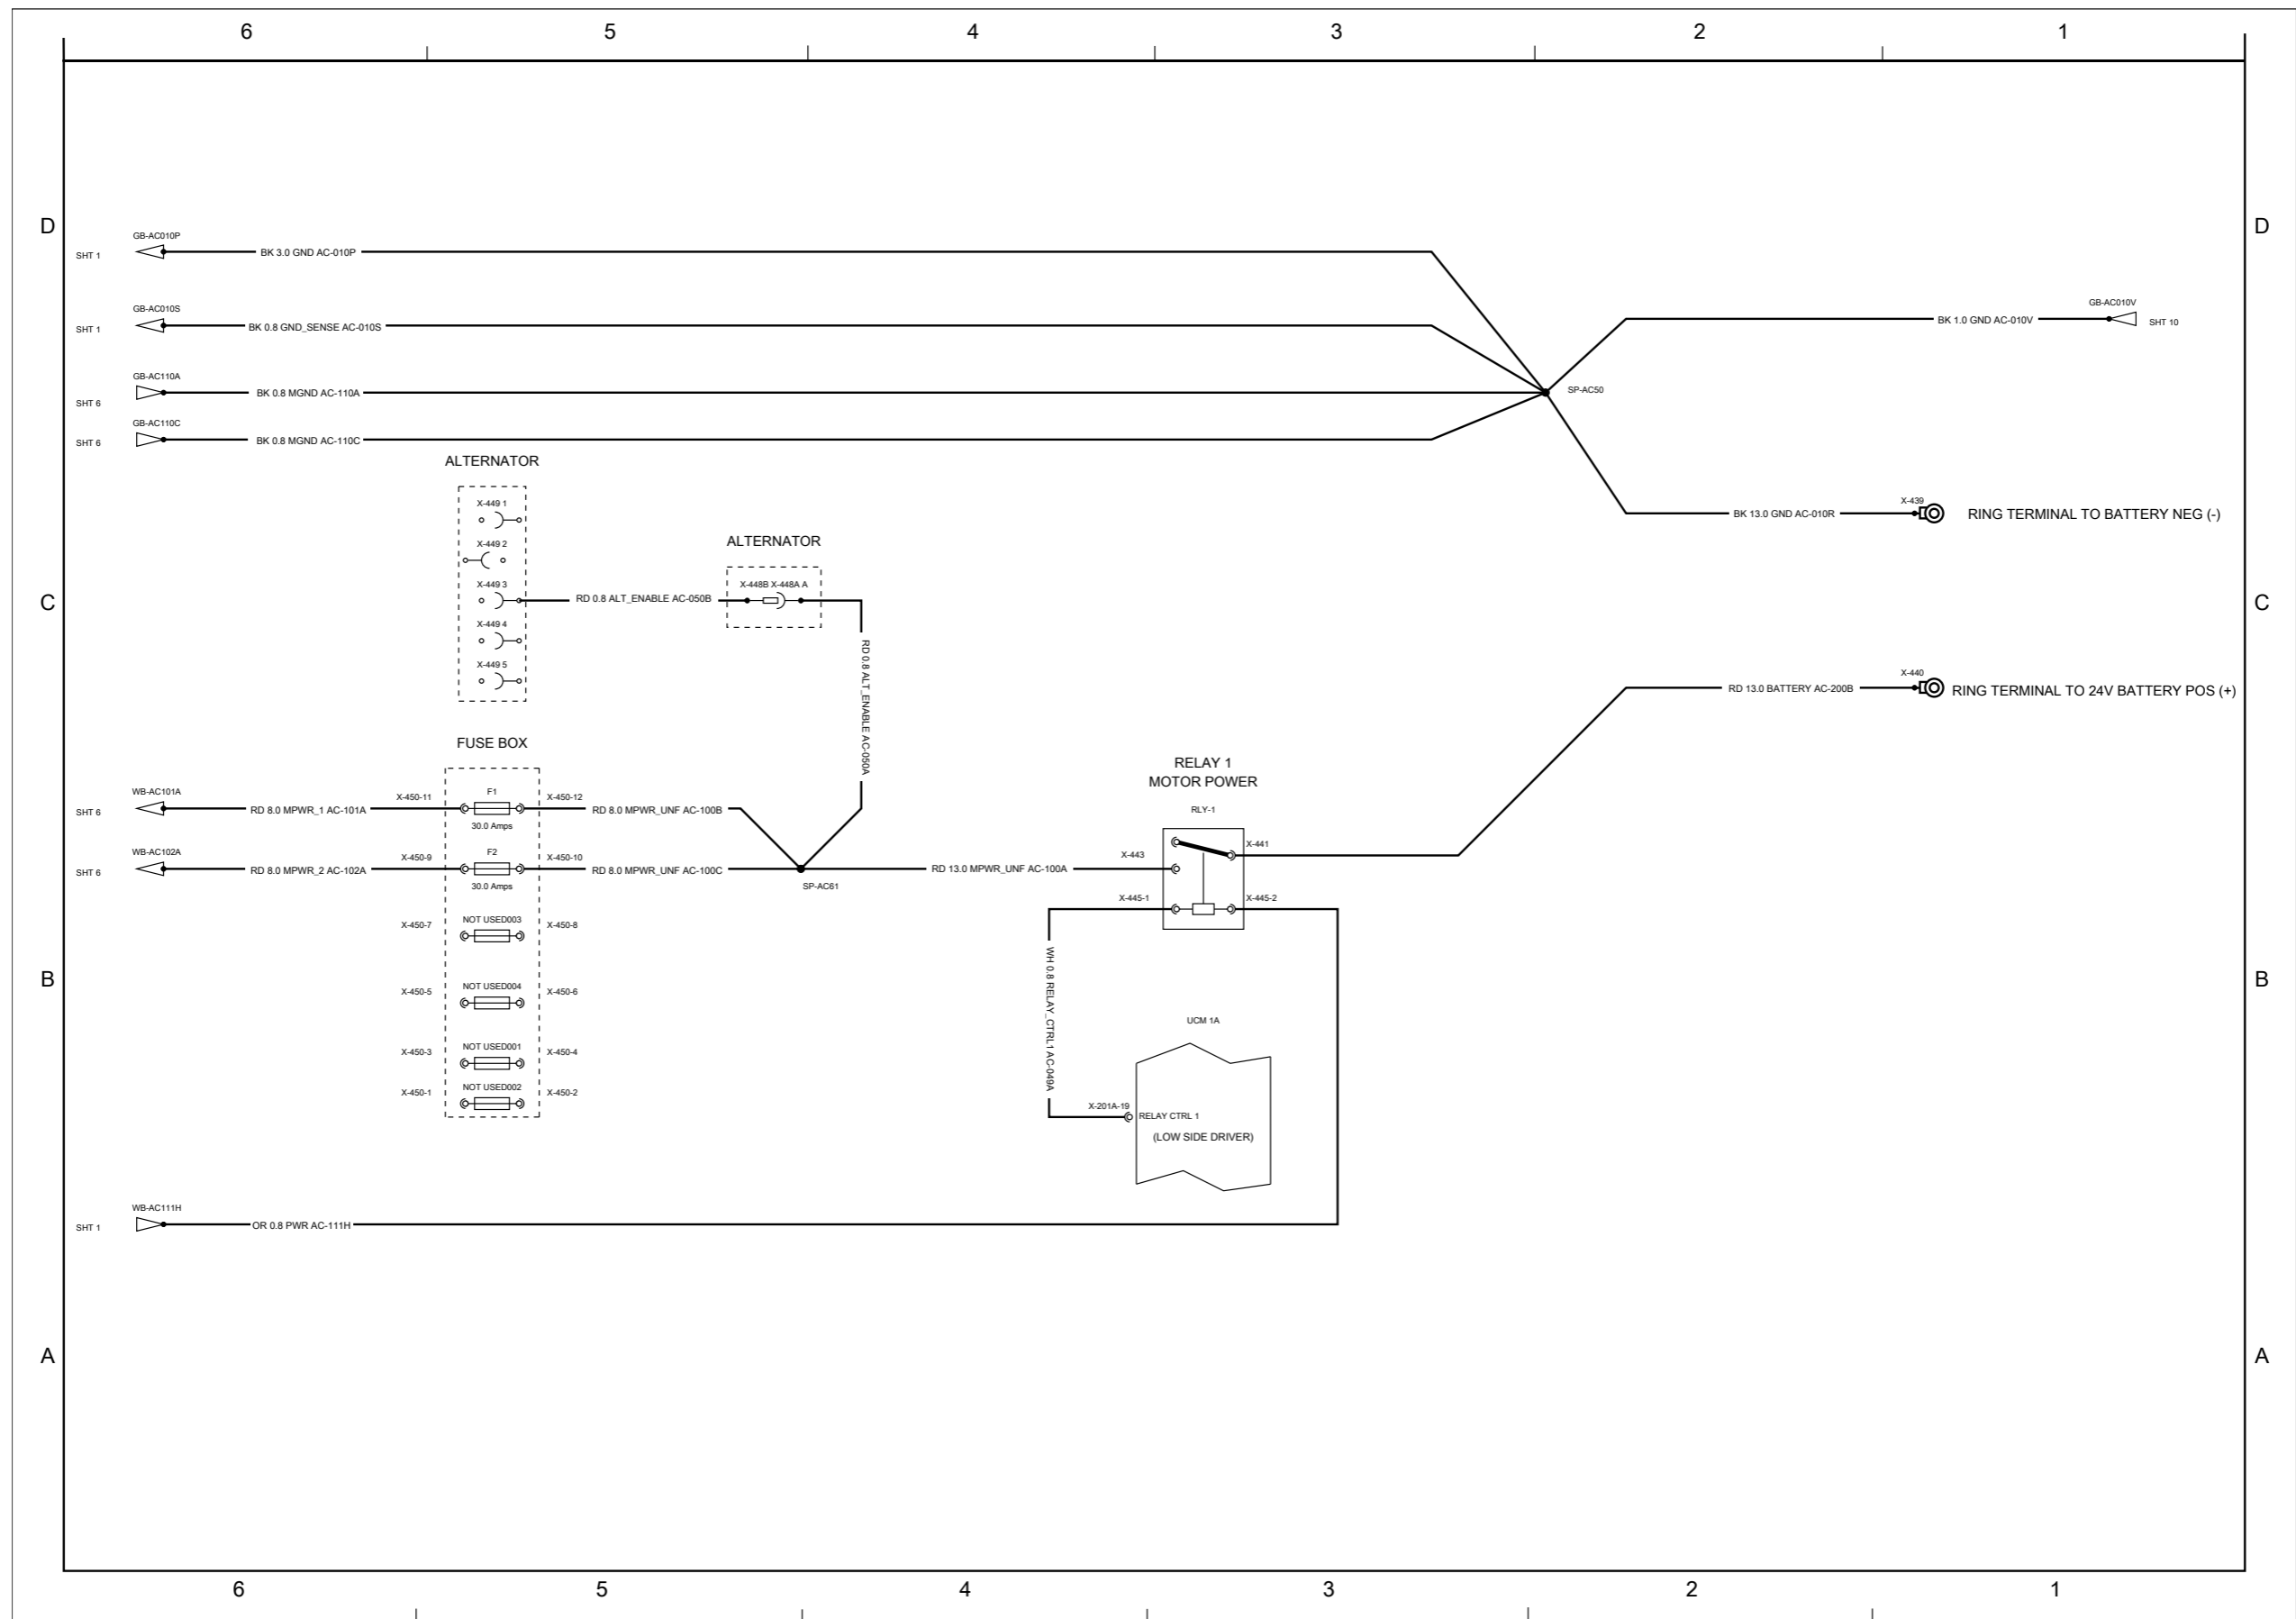 6 5 4 3 2 1
D D
GB-AC010P
SHT 1 BK 3.0 GND AC-010P
GB-AC010S
SHT 1 BK 0.8 GND_SENSE AC-010S
GB-AC010V
BK 1.0 GND AC-010V SHT 10
GB-AC110A
SHT 6 BK 0.8 MGND AC-110A
SP-AC50
GB-AC110C
SHT 6 BK 0.8 MGND AC-110C
ALTERNATOR
X-449 1
X-449 2
X-449 3
X-449 4
X-449 5
X-439
BK 13.0 GND AC-010R RING TERMINAL TO BATTERY NEG (-)
ALTERNATOR
X-448B X-448A A
RD 0.8 ALT_ENABLE AC-050B
C C
RD 0.8 ALT_ENABLE AC-050A
X-440
RD 13.0 BATTERY AC-200B RING TERMINAL TO 24V BATTERY POS (+)
FUSE BOX
WB-AC101A
SHT 6 RD 8.0 MPWR_1 AC-101A X-450-11 F1 X-450-12 RD 8.0 MPWR_UNF AC-100B
30.0 Amps
WB-AC102A
SHT 6 RD 8.0 MPWR_2 AC-102A X-450-9 F2 X-450-10 RD 8.0 MPWR_UNF AC-100C
30.0 Amps
SP-AC61
RD 13.0 MPWR_UNF AC-100A
RELAY 1
MOTOR POWER
RLY-1
X-443 X-441
X-445-1 X-445-2
X-450-7 NOT USED003 X-450-8
X-450-5 NOT USED004 X-450-6
X-450-3 NOT USED001 X-450-4
X-450-1 NOT USED002 X-450-2
B B
WH 0.8 RELAY_CTRL1 AC-049A
UCM 1A
X-201A-19 RELAY CTRL 1
(LOW SIDE DRIVER)
WB-AC111H
SHT 1 OR 0.8 PWR AC-111H
A A
6 5 4 3 2 1